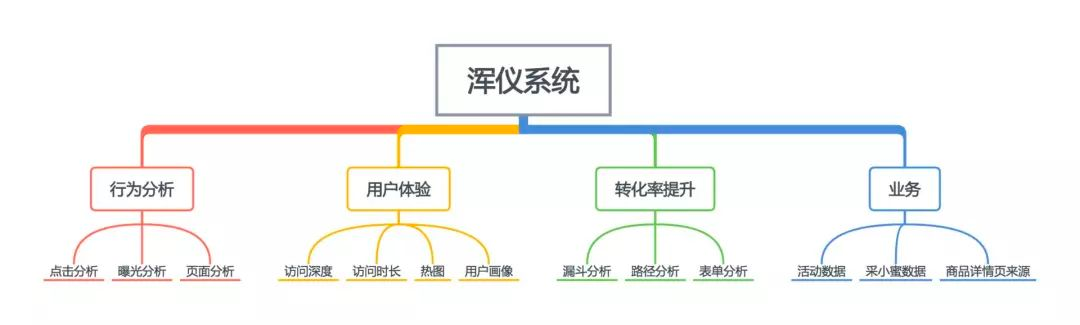 浑仪系统
行为分析
用户体验
转化率提升
业务
点击分析
曝光分析
页面分析
访问深度
访问时长
热图
用户画像
漏斗分析
路径分析
表单分析
活动数据
采小蜜数据
商品详情页来源